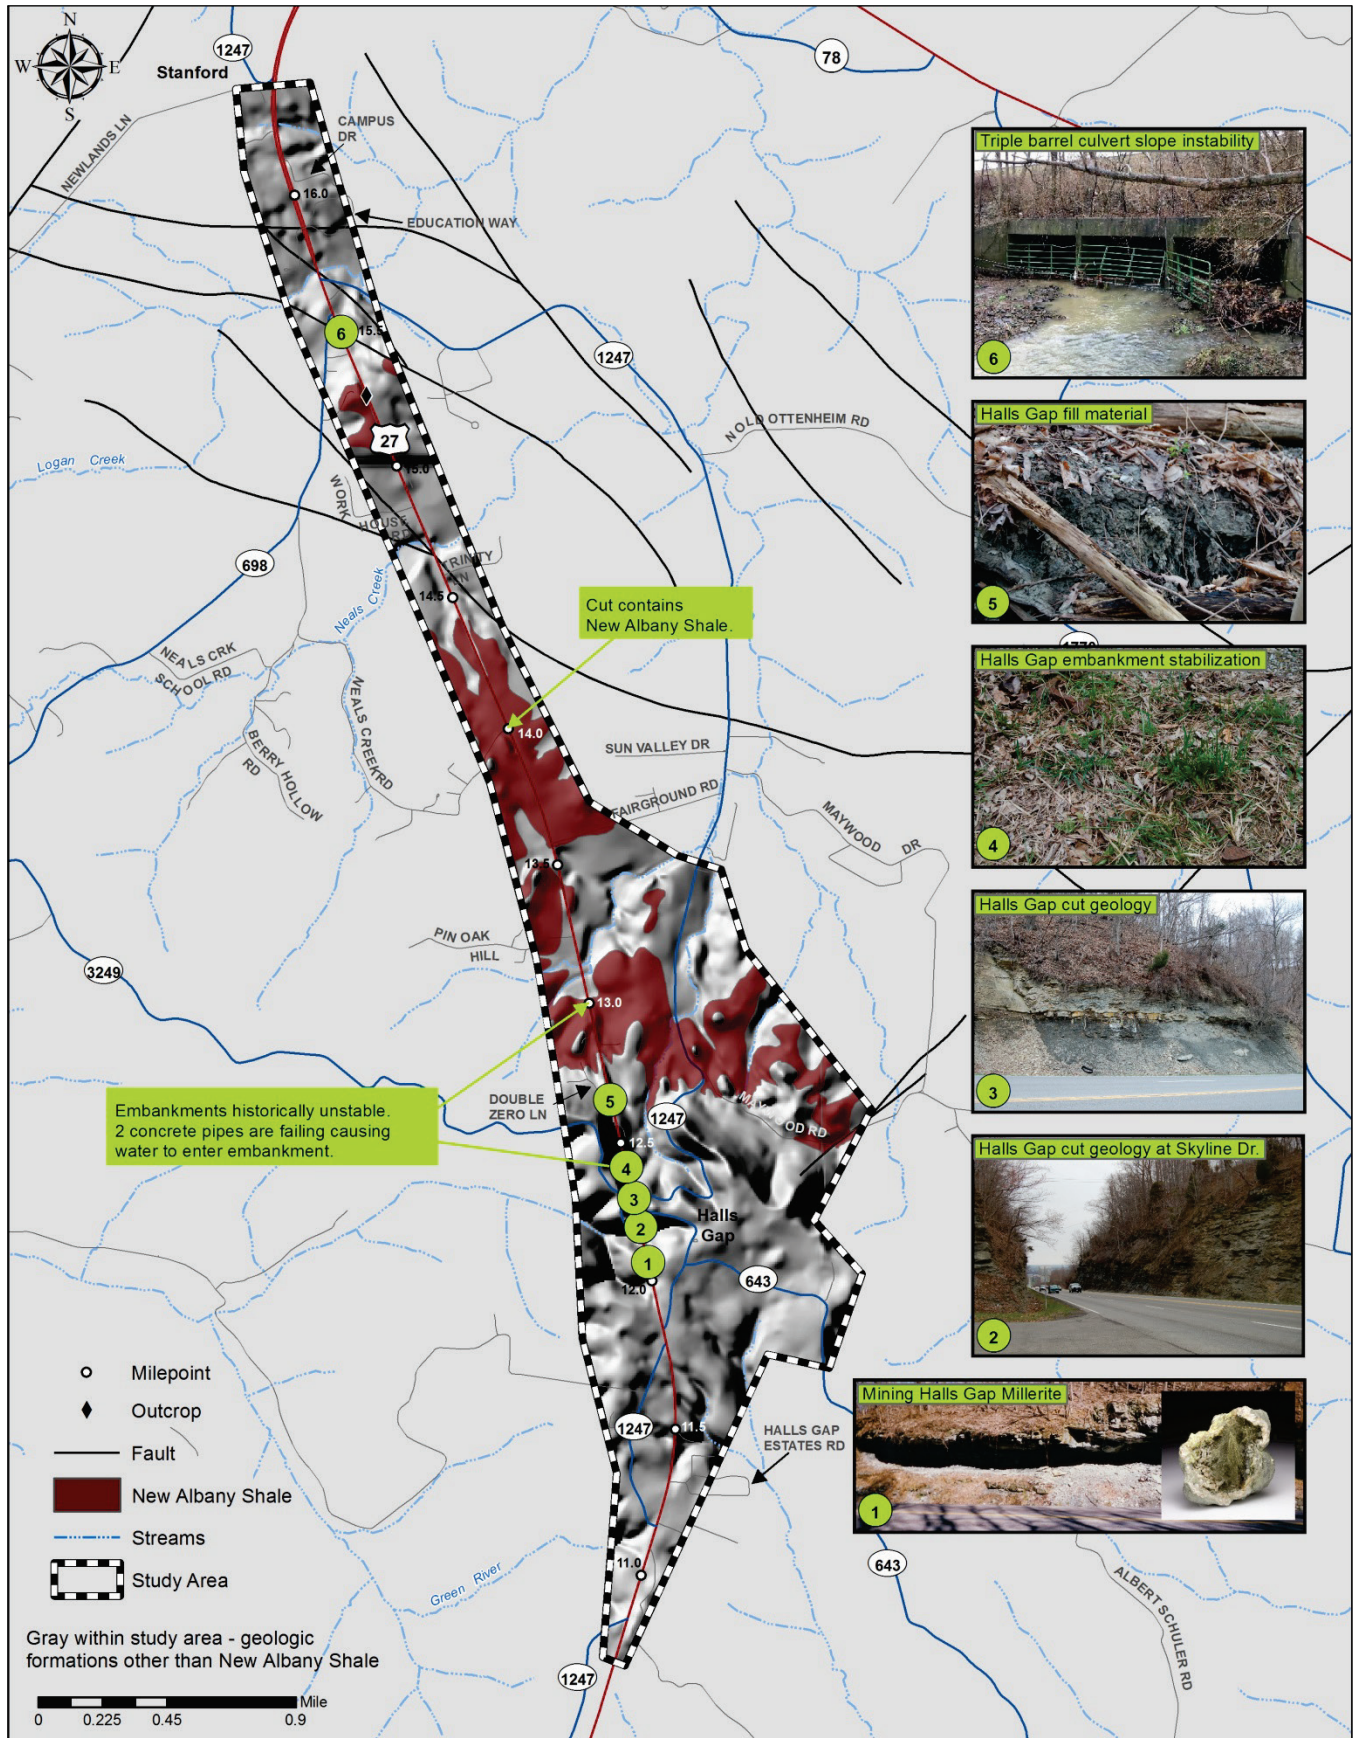 N
W
E
S
1247
Stanford
78
NEWLANDS LN
CAMPUS
DR
16.0
EDUCATION WAY
6
15.5
1247
27
15.0
N OLD OTTENHEIM RD
Logan Creek
WORK
HOUSE
RD
TRINITY
LN
14.5
698
Neals Creek
NEALS CRK
SCHOOL RD
BERRY HOLLOW
RD
NEALS CREEK RD
Cut contains
New Albany Shale.
14.0
SUN VALLEY DR
FAIRGROUND RD
MAYWOOD DR
13.5
PIN OAK
HILL
3249
13.0
Embankments historically unstable.
2 concrete pipes are failing causing
water to enter embankment.
DOUBLE
ZERO LN
5
1247
MAYWOOD RD
12.5
4
3
2
Halls
Gap
1
12.0
643
1247
11.5
HALLS GAP
ESTATES RD
11.0
Green River
1247
643
ALBERT SCHULER RD
Triple barrel culvert slope instability
6
Halls Gap fill material
5
Halls Gap embankment stabilization
4
Halls Gap cut geology
3
Halls Gap cut geology at Skyline Dr.
2
Mining Halls Gap Millerite
1
Milepoint
Outcrop
Fault
New Albany Shale
Streams
Study Area
Gray within study area - geologic
formations other than New Albany Shale
Mile
0 0.225 0.45 0.9